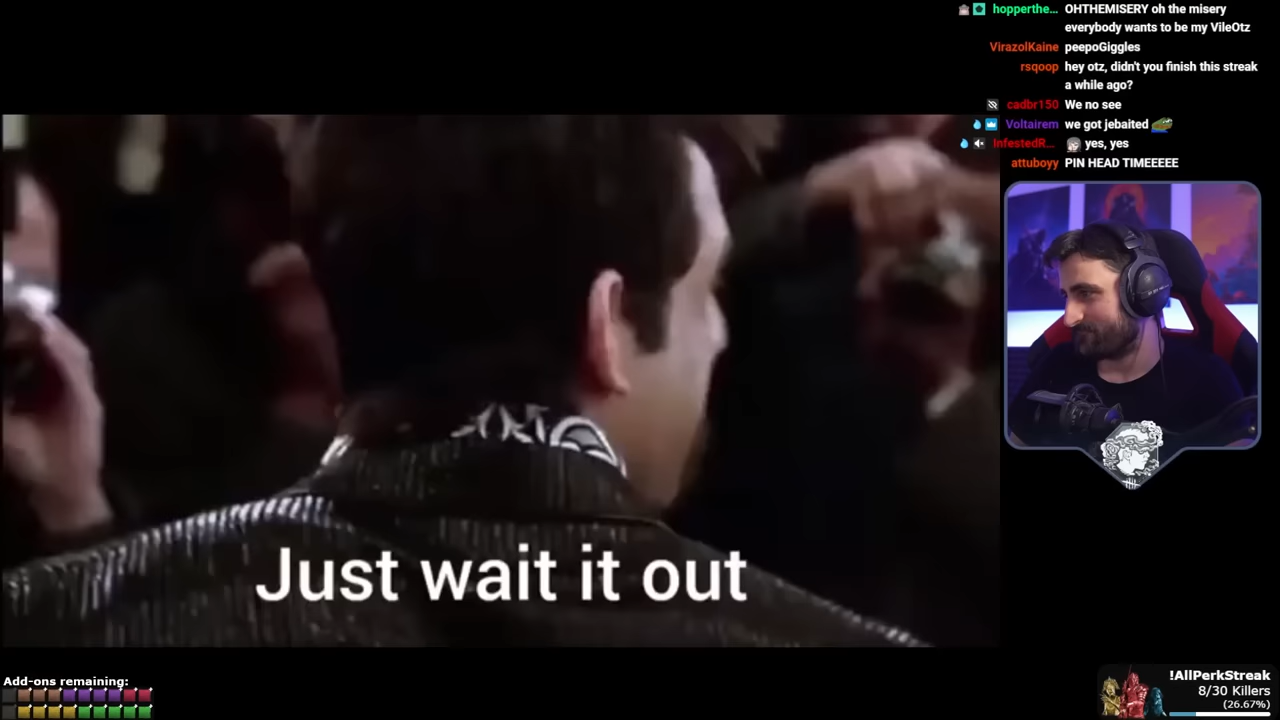 hopperthe... OHTHEMISERY oh the misery
everybody wants to be my VileOtz
VirazolKaine peepoGiggles
rsqoop hey otz, didn't you finish this streak
a while ago?
cadbr150 We no see
Voltairem we got jebaited
InfestedR... yes, yes
attuboyy PIN HEAD TIMEEEEE
Just wait it out
Add-ons remaining:
!AllPerkStreak
8/30 Killers
(26.67%)